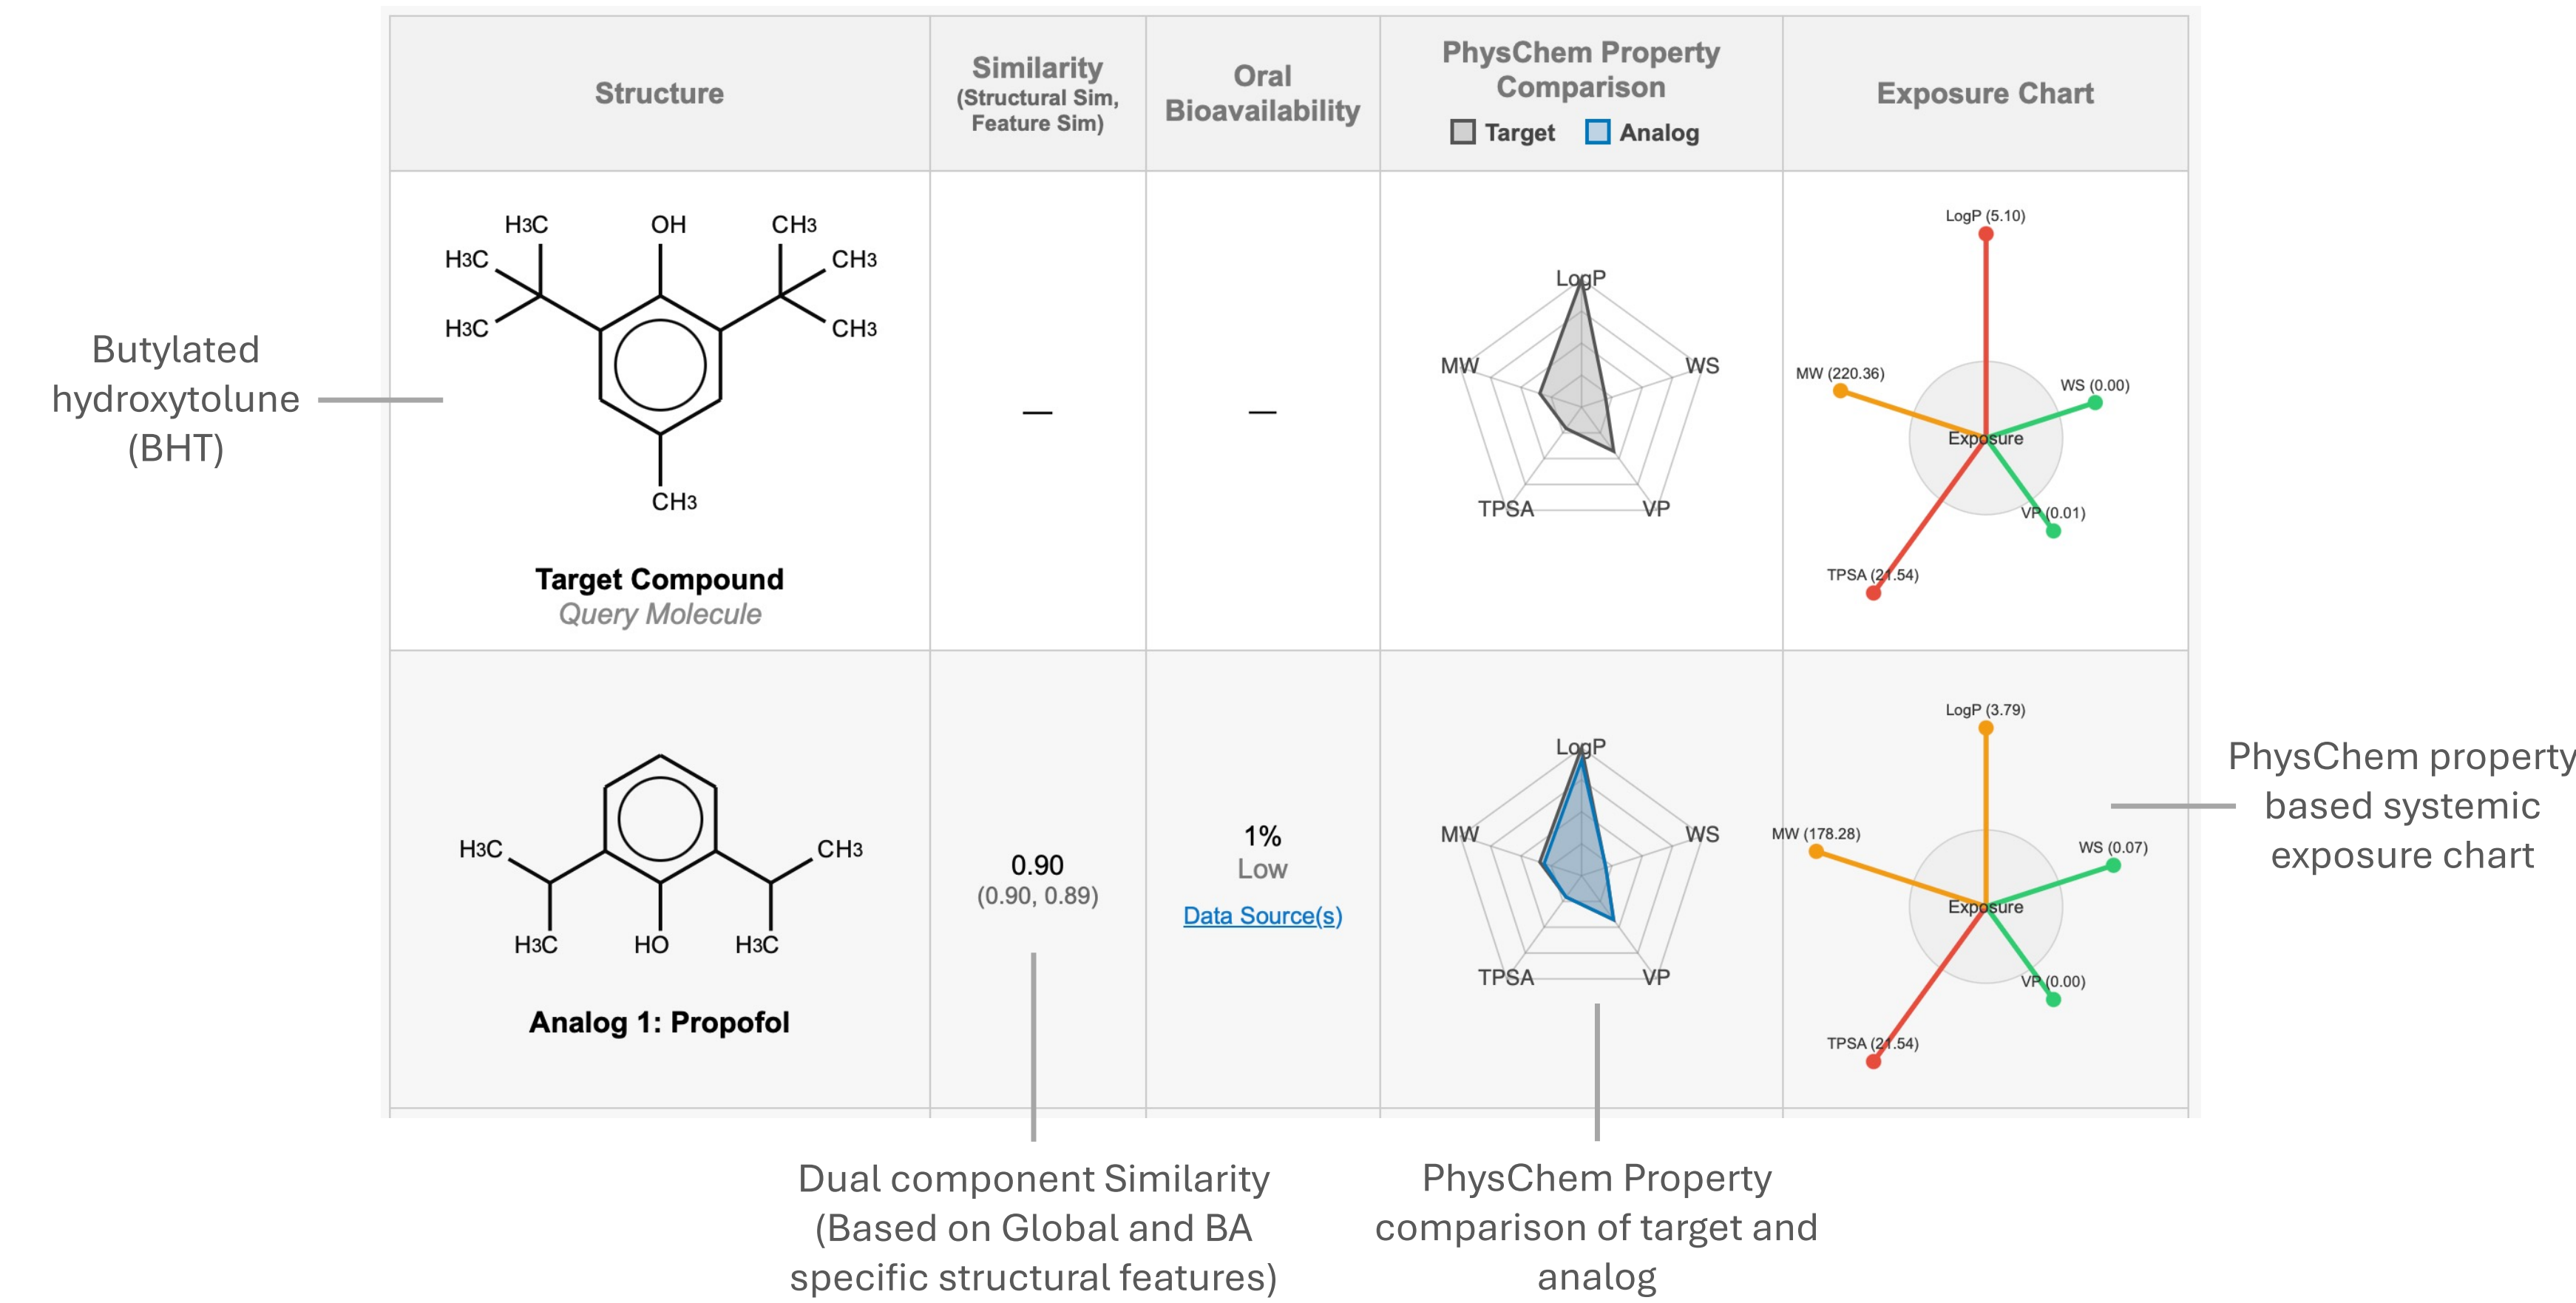 Structure
Similarity
(Structural Sim,
Feature Sim)
Oral
Bioavailability
PhysChem Property
Comparison
Target Analog
Exposure Chart
Butylated
hydroxytolune
(BHT)
H3C OH CH3
H3C CH3
H3C CH3
CH3
Target Compound
Query Molecule
—
—
LogP
MW WS
TPSA VP
LogP (5.10)
MW (220.36)
WS (0.00)
Exposure
VP (0.01)
TPSA (21.54)
H3C CH3
H3C HO H3C
Analog 1: Propofol
0.90
(0.90, 0.89)
1%
Low
Data Source(s)
LogP
MW WS
TPSA VP
LogP (3.79)
MW (178.28)
WS (0.07)
Exposure
VP (0.00)
TPSA (21.54)
PhysChem property
based systemic
exposure chart
Dual component Similarity
(Based on Global and BA
specific structural features)
PhysChem Property
comparison of target and
analog